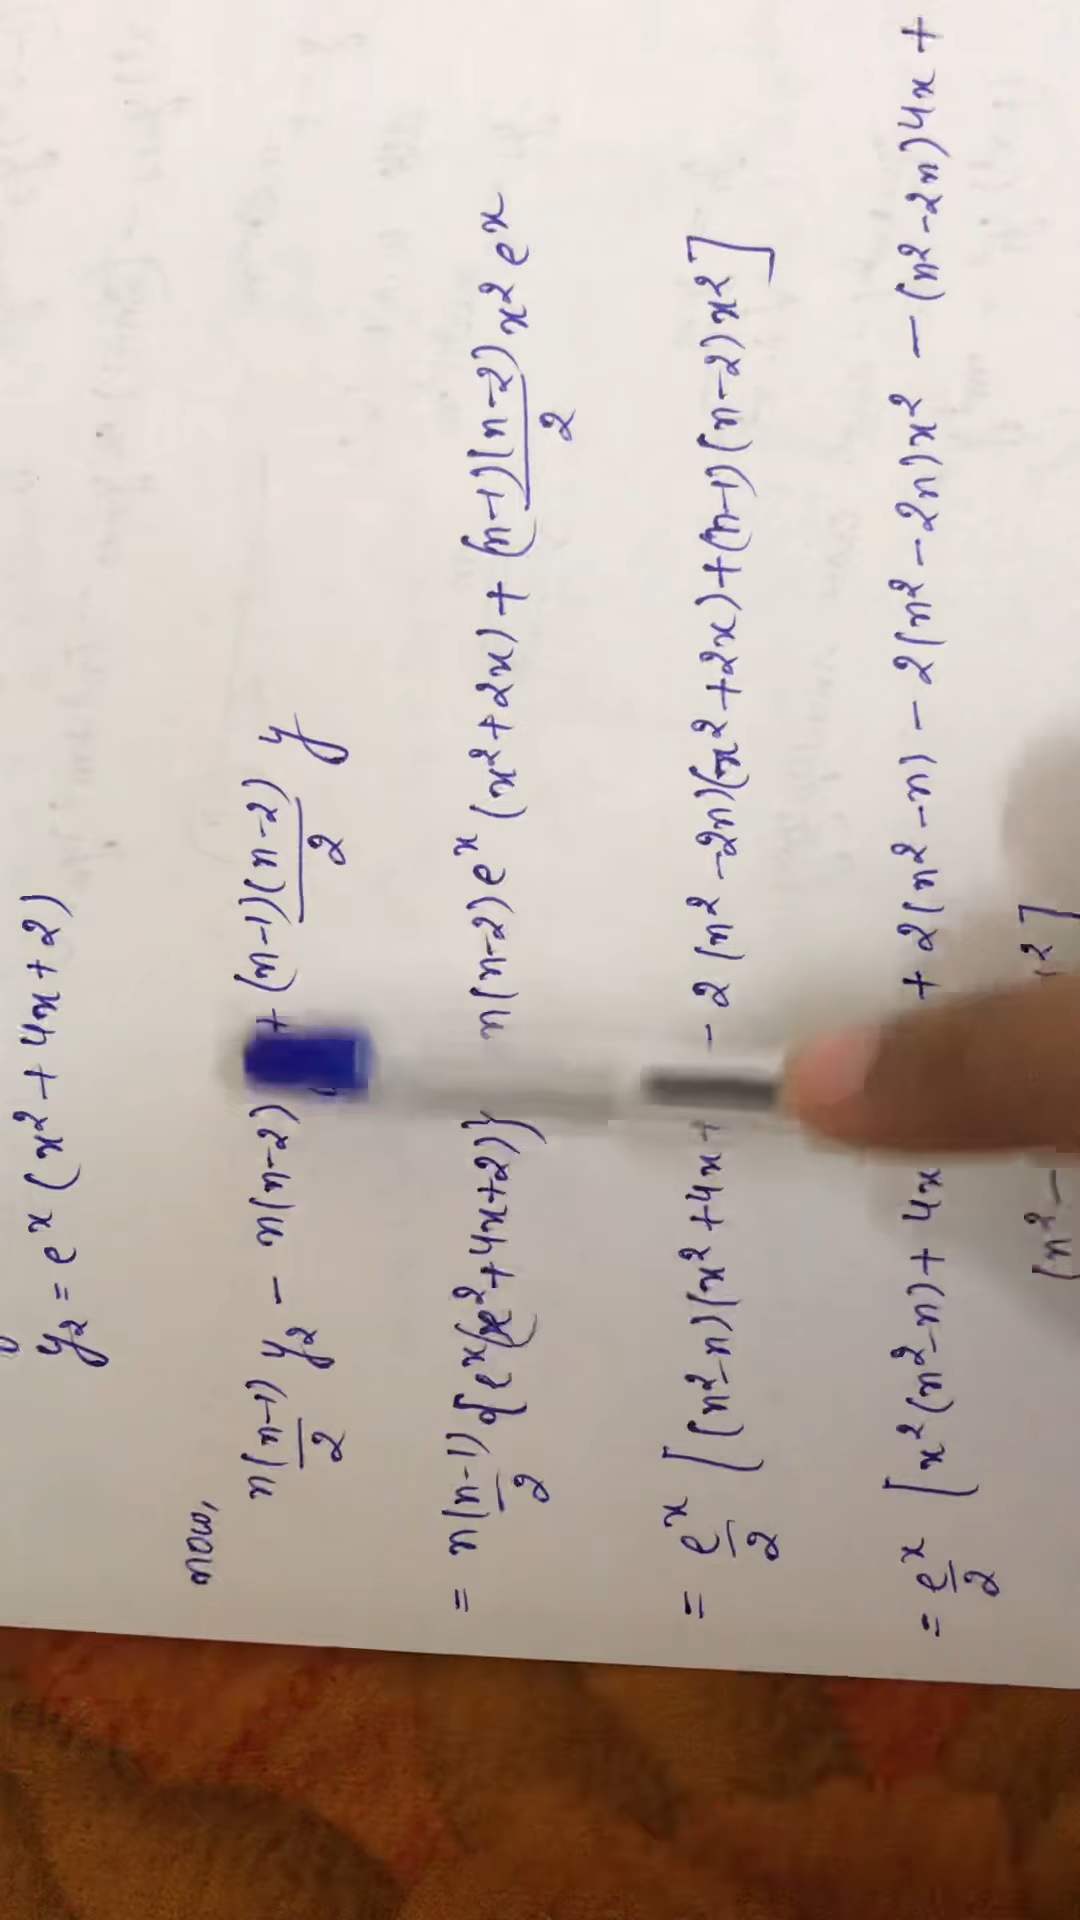 y₂ = eˣ (x² + 4x + 2)
now,
n(n-1)/2 y₂ - n(n-2) + (n-1)(n-2)/2 y
= n(n-1)/2 {eˣ(x²+4x+2)} n(n-2)eˣ (x²+2x) + (n-1)(n-2)/2 x² eˣ
= eˣ/2 [(n²-n)(x²+4x+ -2(n²-2n)(x²+2x)+(n-1)(n-2)x²]
= eˣ/2 [x²(n²-n)+4x +2(n²-n)-2(n²-2n)x² -(n²-2n)4x +
(n²- ²]